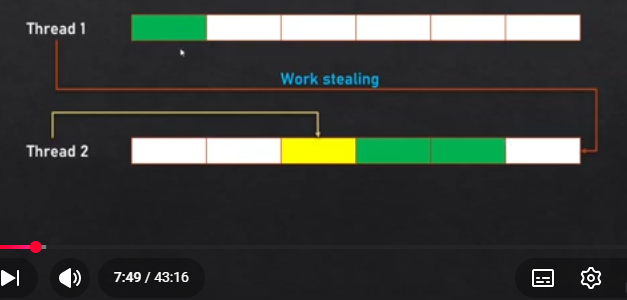 Thread 1
Work stealing
Thread 2
7:49 / 43:16